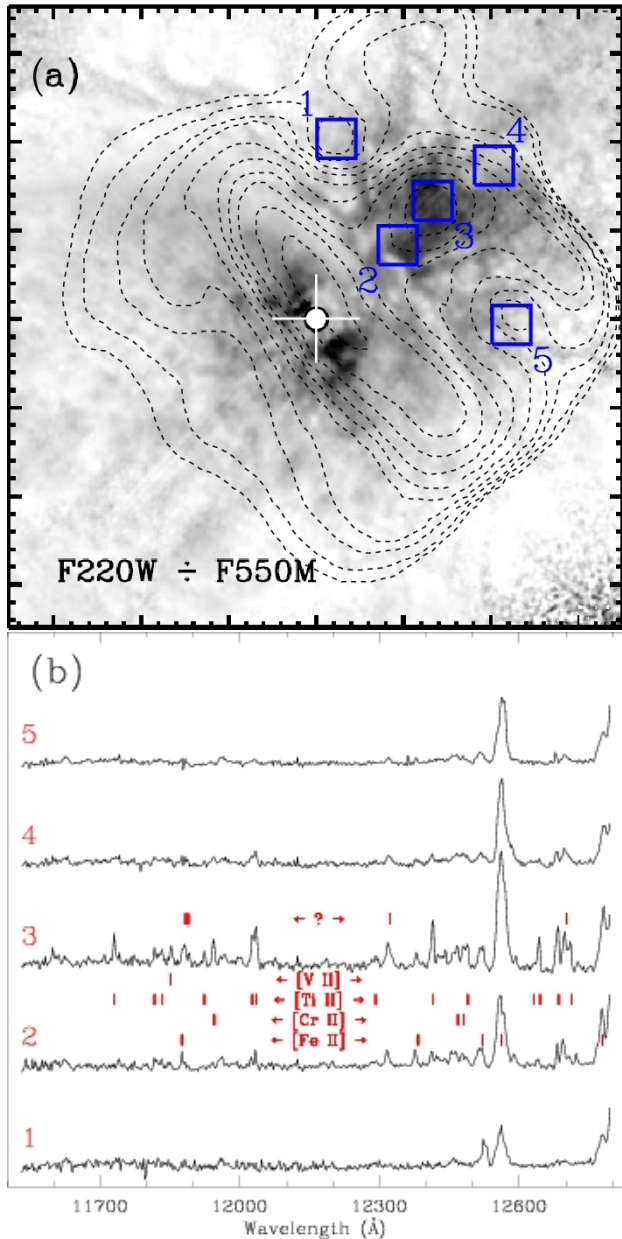 (a)
1
4
3
2
5
F220W ÷ F550M
(b)
5
4
← ? →
3
← [V II] →
← [Ti II] →
← [Cr II] →
2
← [Fe II] →
1
11700 12000 12300 12600
Wavelength (Å)